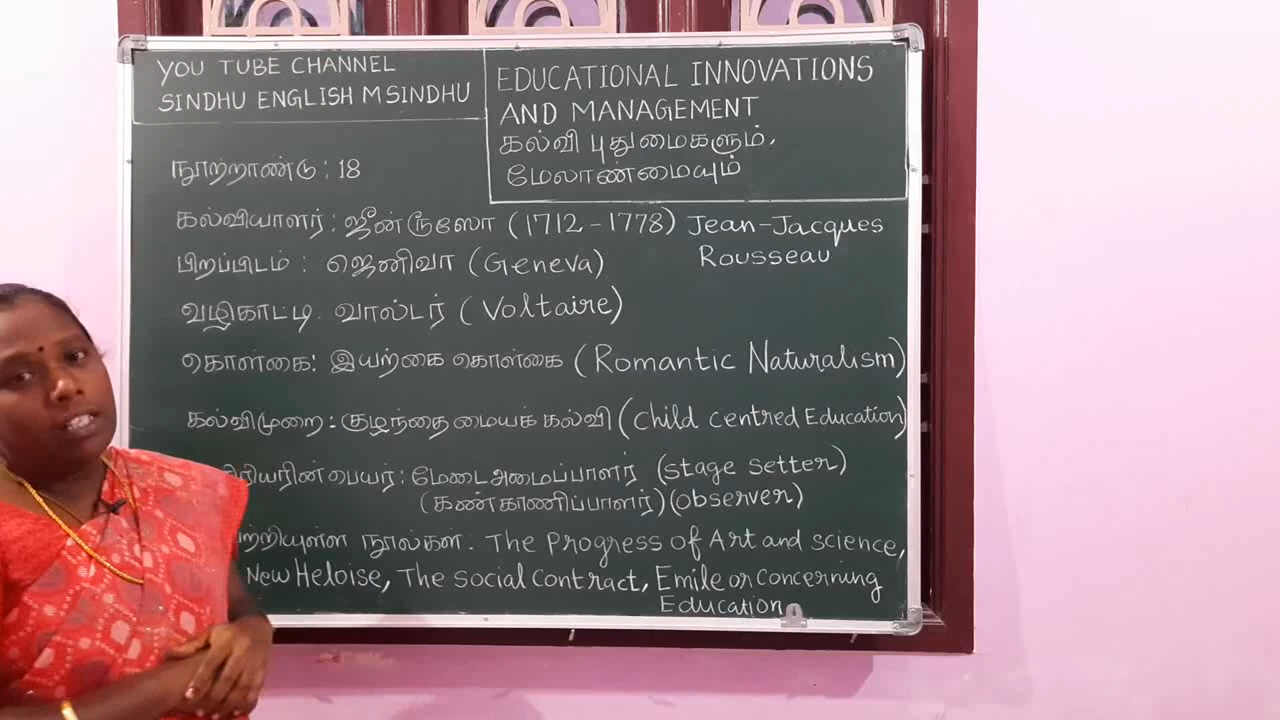 YOU TUBE CHANNEL
SINDHU ENGLISH M SINDHU
EDUCATIONAL INNOVATIONS
AND MANAGEMENT
கல்வி புதுமைகளும்,
மேலாண்மையும்
நூற்றாண்டு : 18
கல்வியாளர் : ஜீன் ரூஸோ (1712 - 1778) Jean-Jacques
Rousseau
பிறப்பிடம் : ஜெனிவா (Geneva)
வழிகாட்டி வால்டர் (Voltaire)
கொள்கை : இயற்கை கொள்கை (Romantic Naturalism)
கல்விமுறை : குழந்தை மையக் கல்வி (Child Centred Education)
பெயர் : மேடை அமைப்பாளர் (stage setter)
(கண்காணிப்பாளர்) (observer)
நூல்கள் . The Progress of Art and science,
New Heloise, The social contract, Emile or Concerning
Education